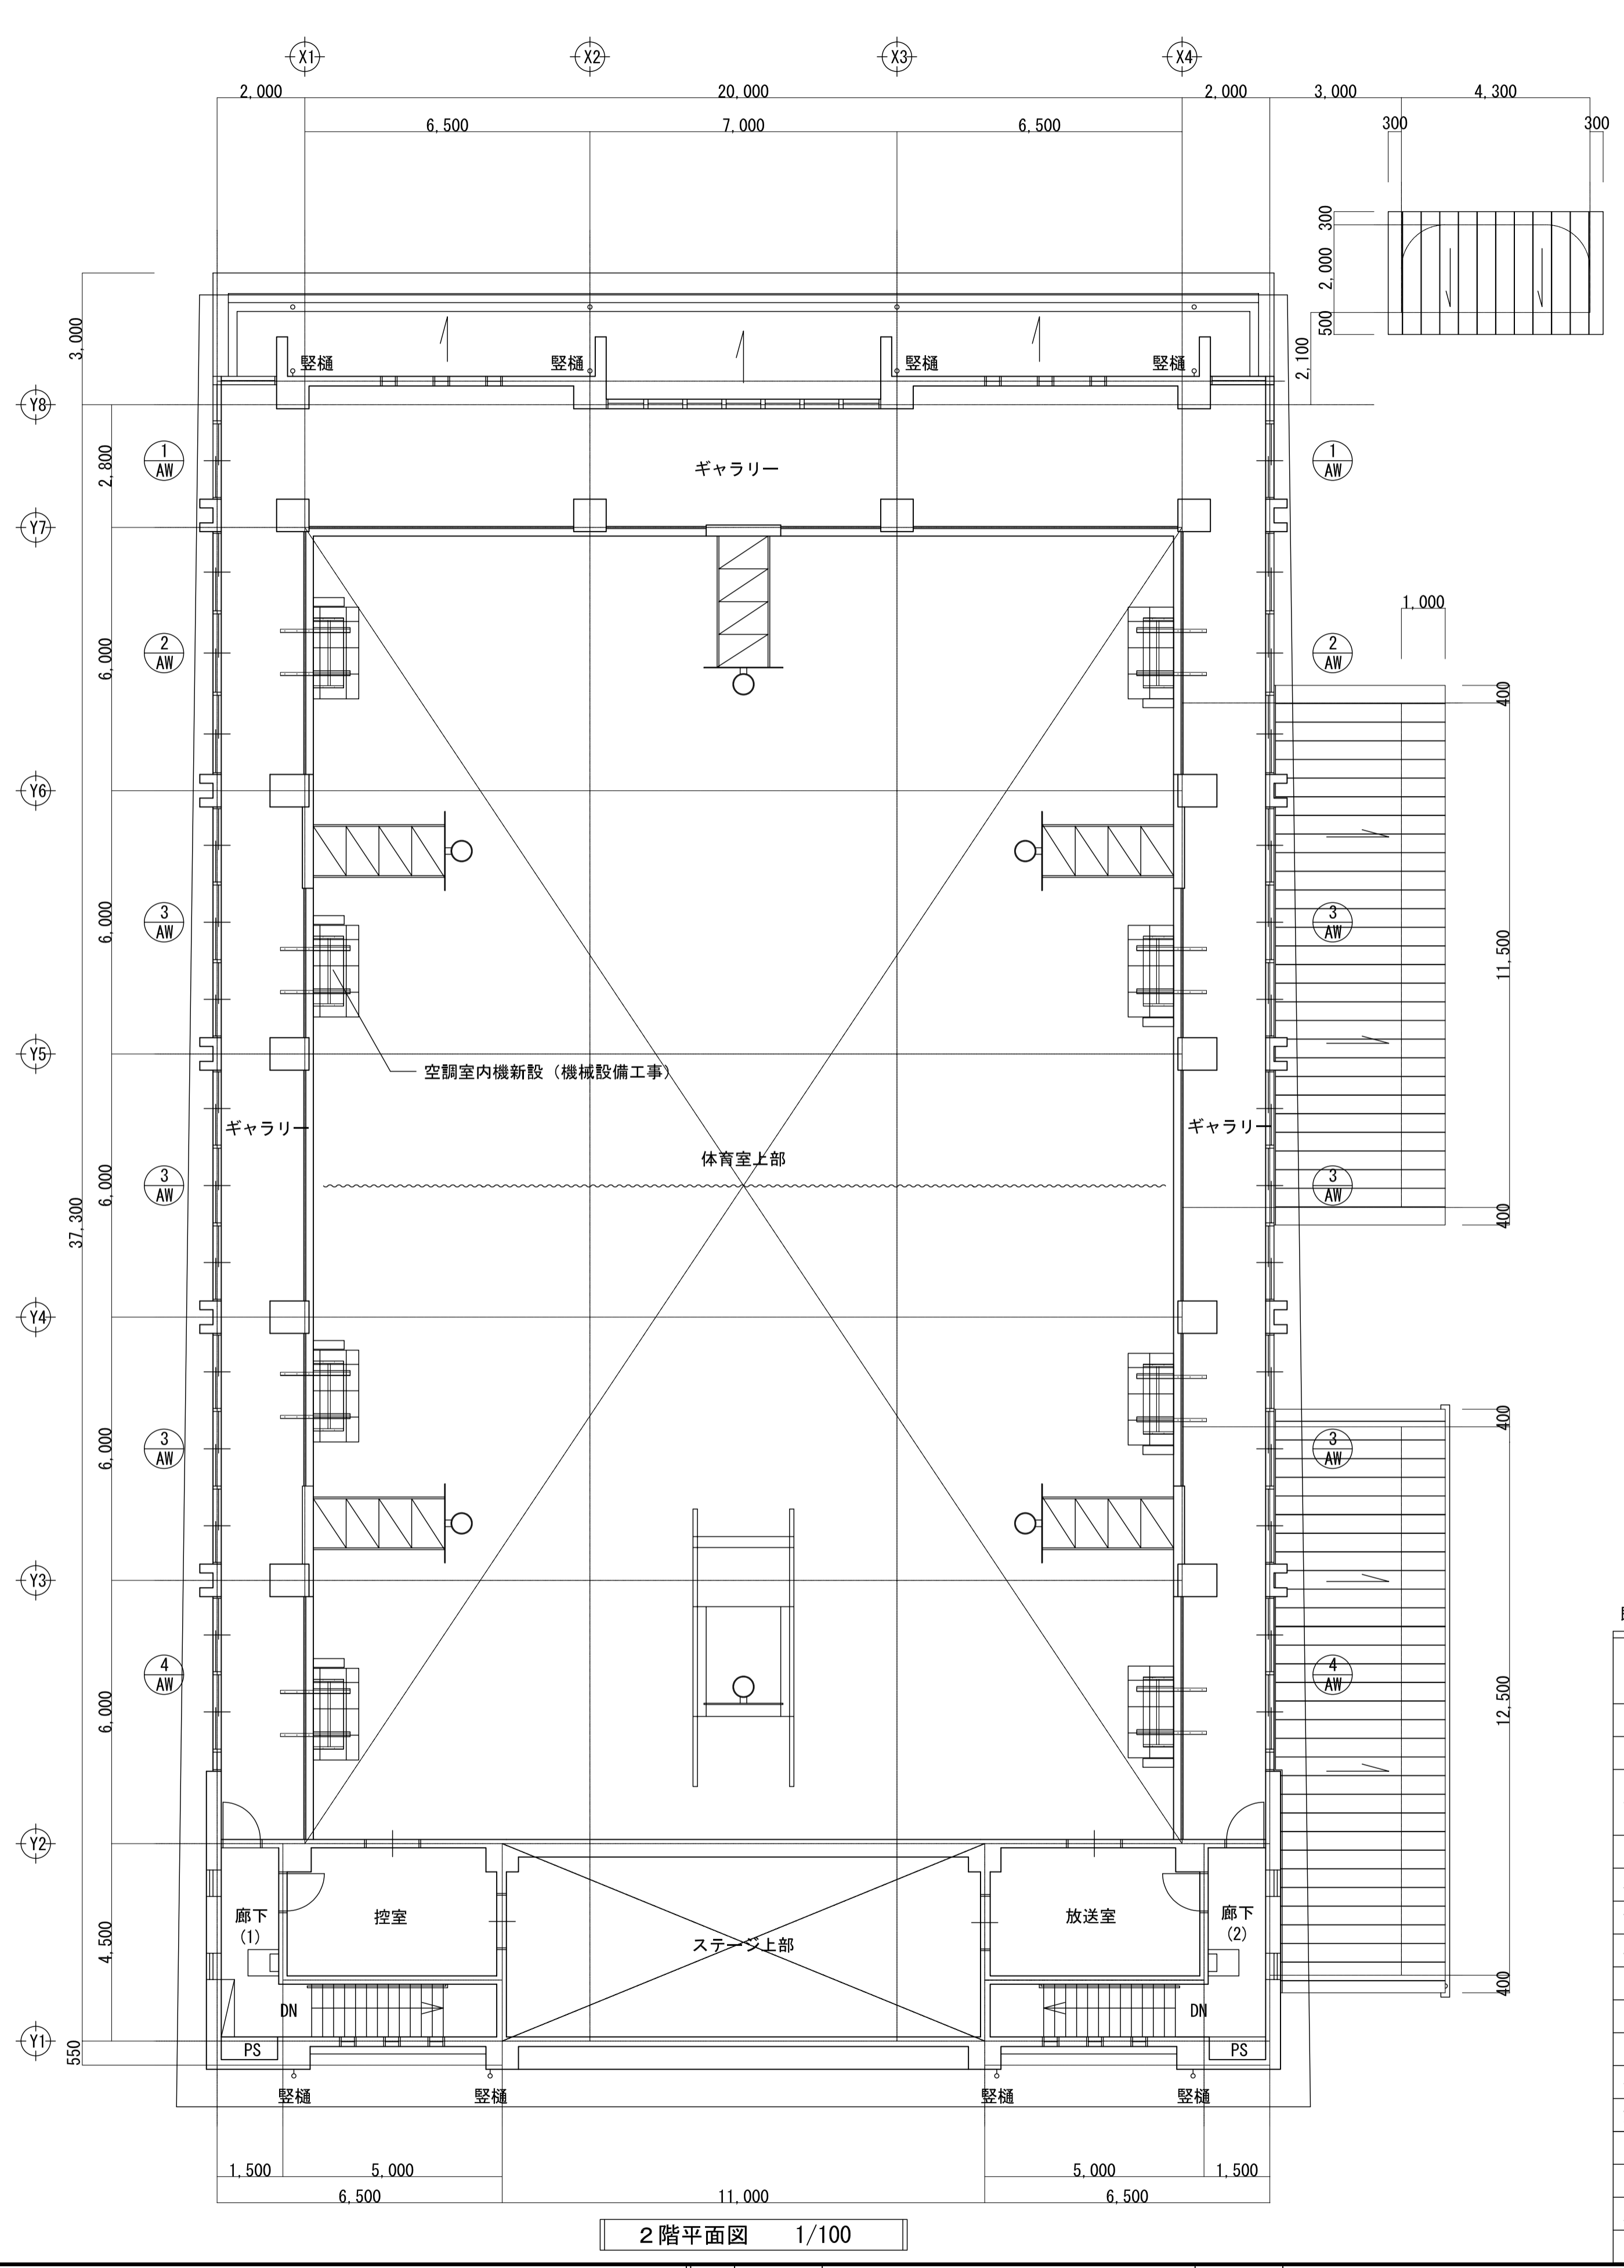 X1 X2 X3 X4
2,000 20,000 2,000 3,000 4,300
6,500 7,000 6,500
300 300
300
2,000
500
2,100
3,000
竪樋 竪樋 竪樋 竪樋
Y8
1 AW
1 AW
2,800
ギャラリー
Y7
1,000
2 AW
2 AW
6,000
400
Y6
3 AW
3 AW
6,000
11,500
Y5
空調室内機新設（機械設備工事）
ギャラリー
ギャラリー
体育室上部
3 AW
3 AW
6,000
37,300
400
Y4
400
3 AW
3 AW
6,000
Y3
4 AW
4 AW
6,000
12,500
Y2
廊下
(1)
控室
放送室
廊下
(2)
ステージ上部
4,500
400
DN
DN
Y1
PS
PS
550
竪樋 竪樋 竪樋 竪樋
1,500 5,000 5,000 1,500
6,500 11,000 6,500
２階平面図 1/100